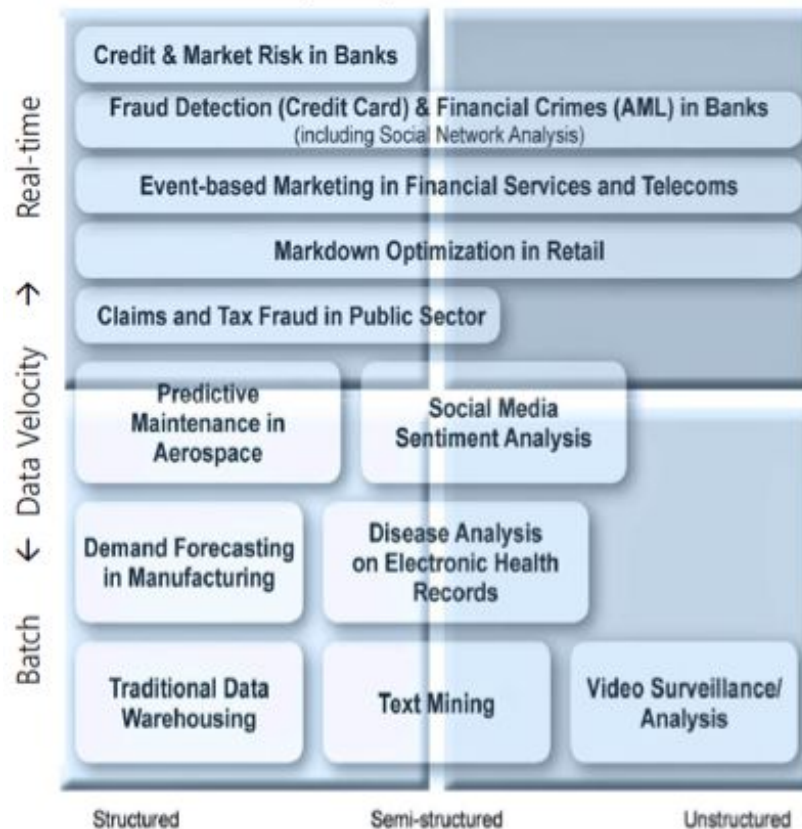 Credit & Market Risk in Banks
Fraud Detection (Credit Card) & Financial Crimes (AML) in Banks
(including Social Network Analysis)
Event-based Marketing in Financial Services and Telecoms
Markdown Optimization in Retail
Claims and Tax Fraud in Public Sector
Predictive
Maintenance in
Aerospace
Social Media
Sentiment Analysis
Demand Forecasting
in Manufacturing
Disease Analysis
on Electronic Health
Records
Traditional Data
Warehousing
Text Mining
Video Surveillance/
Analysis
Batch ← Data Velocity → Real-time
Structured
Semi-structured
Unstructured